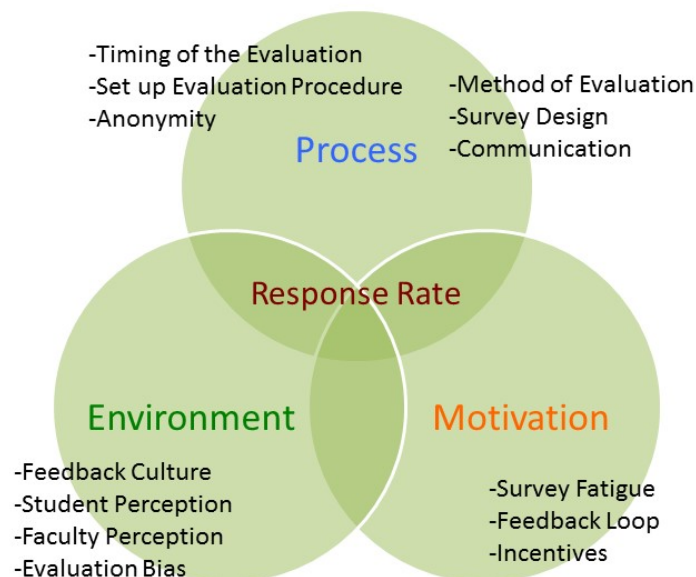 -Timing of the Evaluation
-Set up Evaluation Procedure
-Anonymity
-Method of Evaluation
-Survey Design
-Communication
Process
Response Rate
Environment
Motivation
-Feedback Culture
-Student Perception
-Faculty Perception
-Evaluation Bias
-Survey Fatigue
-Feedback Loop
-Incentives